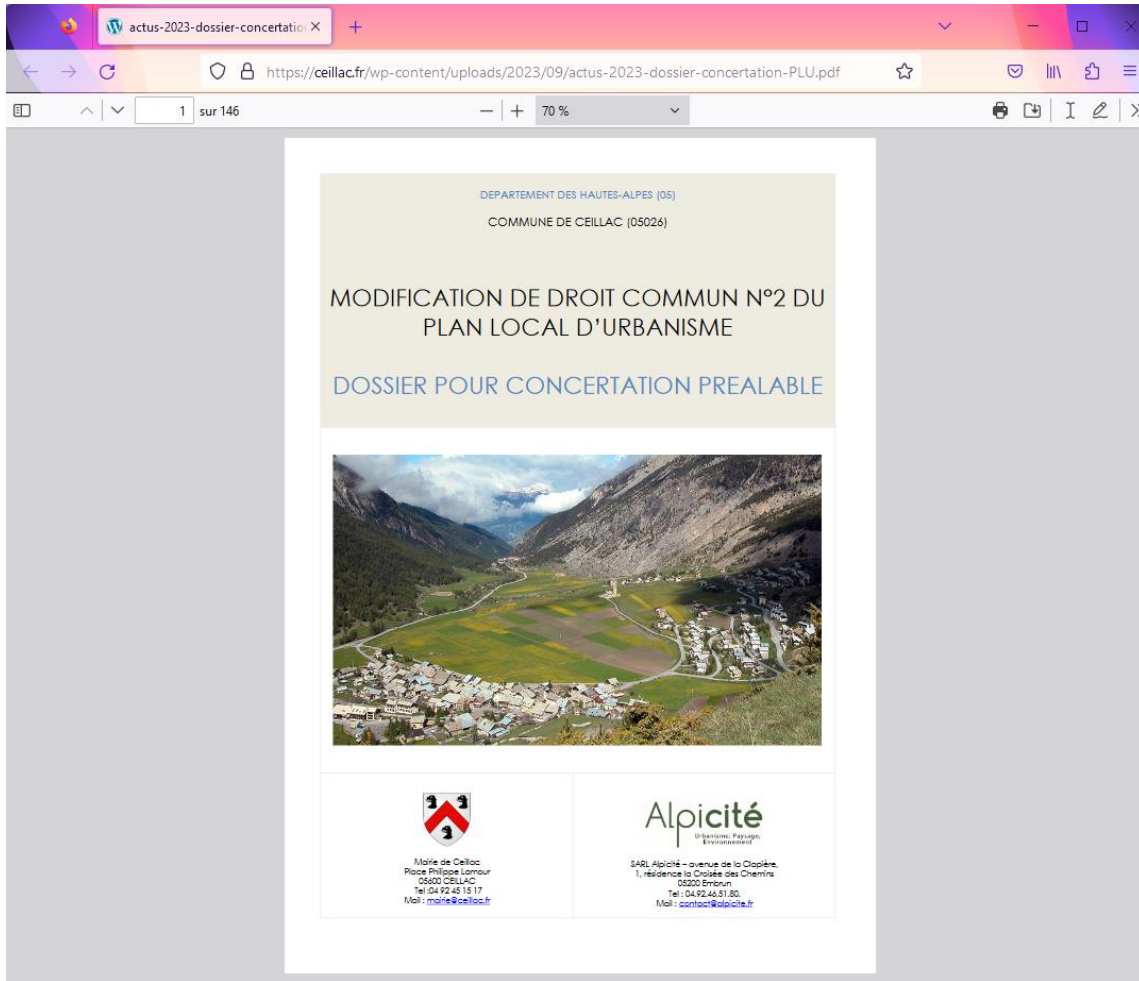 actus-2023-dossier-concertatio
https://ceillac.fr/wp-content/uploads/2023/09/actus-2023-dossier-concertation-PLU.pdf
1 sur 146
70 %
DEPARTEMENT DES HAUTES-ALPES (05)
COMMUNE DE CEILLAC (05026)
MODIFICATION DE DROIT COMMUN N°2 DU
PLAN LOCAL D'URBANISME
DOSSIER POUR CONCERTATION PREALABLE
Mairie de Ceillac
Place Philippe Lamour
05600 CEILLAC
Tel :04 92 45 15 17
Mail : mairie@ceillac.fr
Alpicité
Urbanisme, Paysage,
Environnement
SARL Alpicité – avenue de la Clapière,
1, résidence la Croisée des Chemins
05200 Embrun
Tel : 04.92.46.51.80.
Mail : contact@alpicite.fr